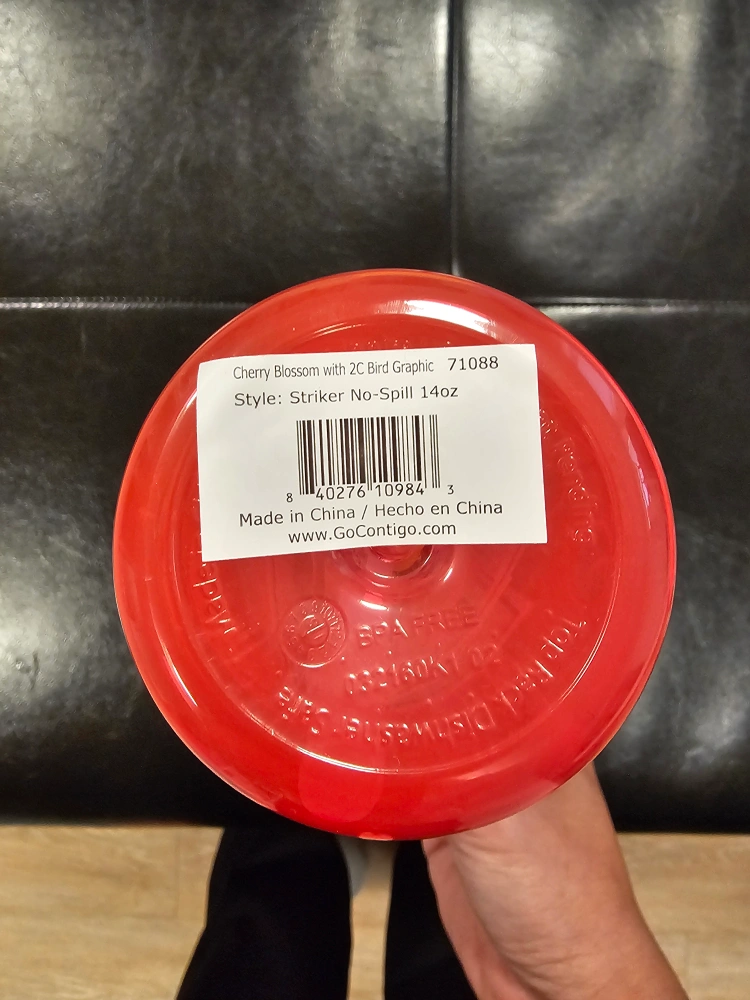 Cherry Blossom with 2C Bird Graphic 71088
Style: Striker No-Spill 14oz
8 40276 10984 3
Made in China / Hecho en China
www.GoContigo.com
BPA FREE
Top Rack Dishwasher Safe